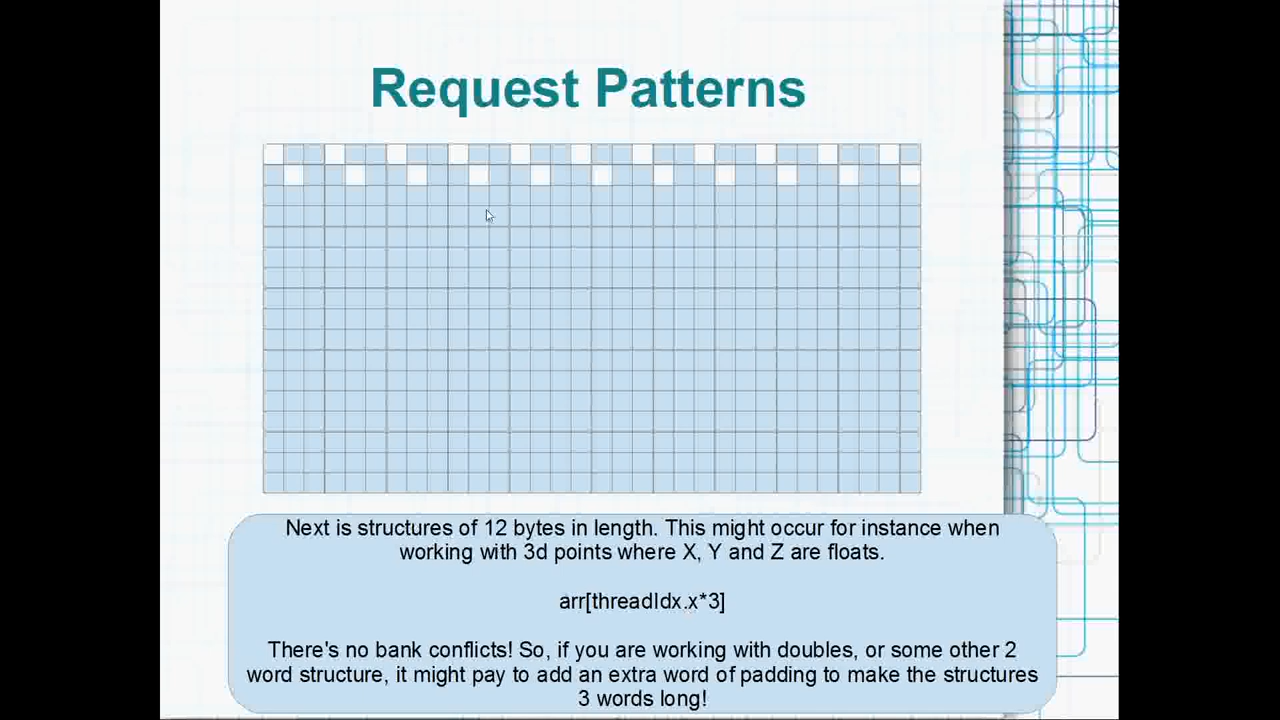 Request Patterns
Next is structures of 12 bytes in length. This might occur for instance when
working with 3d points where X, Y and Z are floats.
arr[threadIdx.x*3]
There's no bank conflicts! So, if you are working with doubles, or some other 2
word structure, it might pay to add an extra word of padding to make the structures
3 words long!